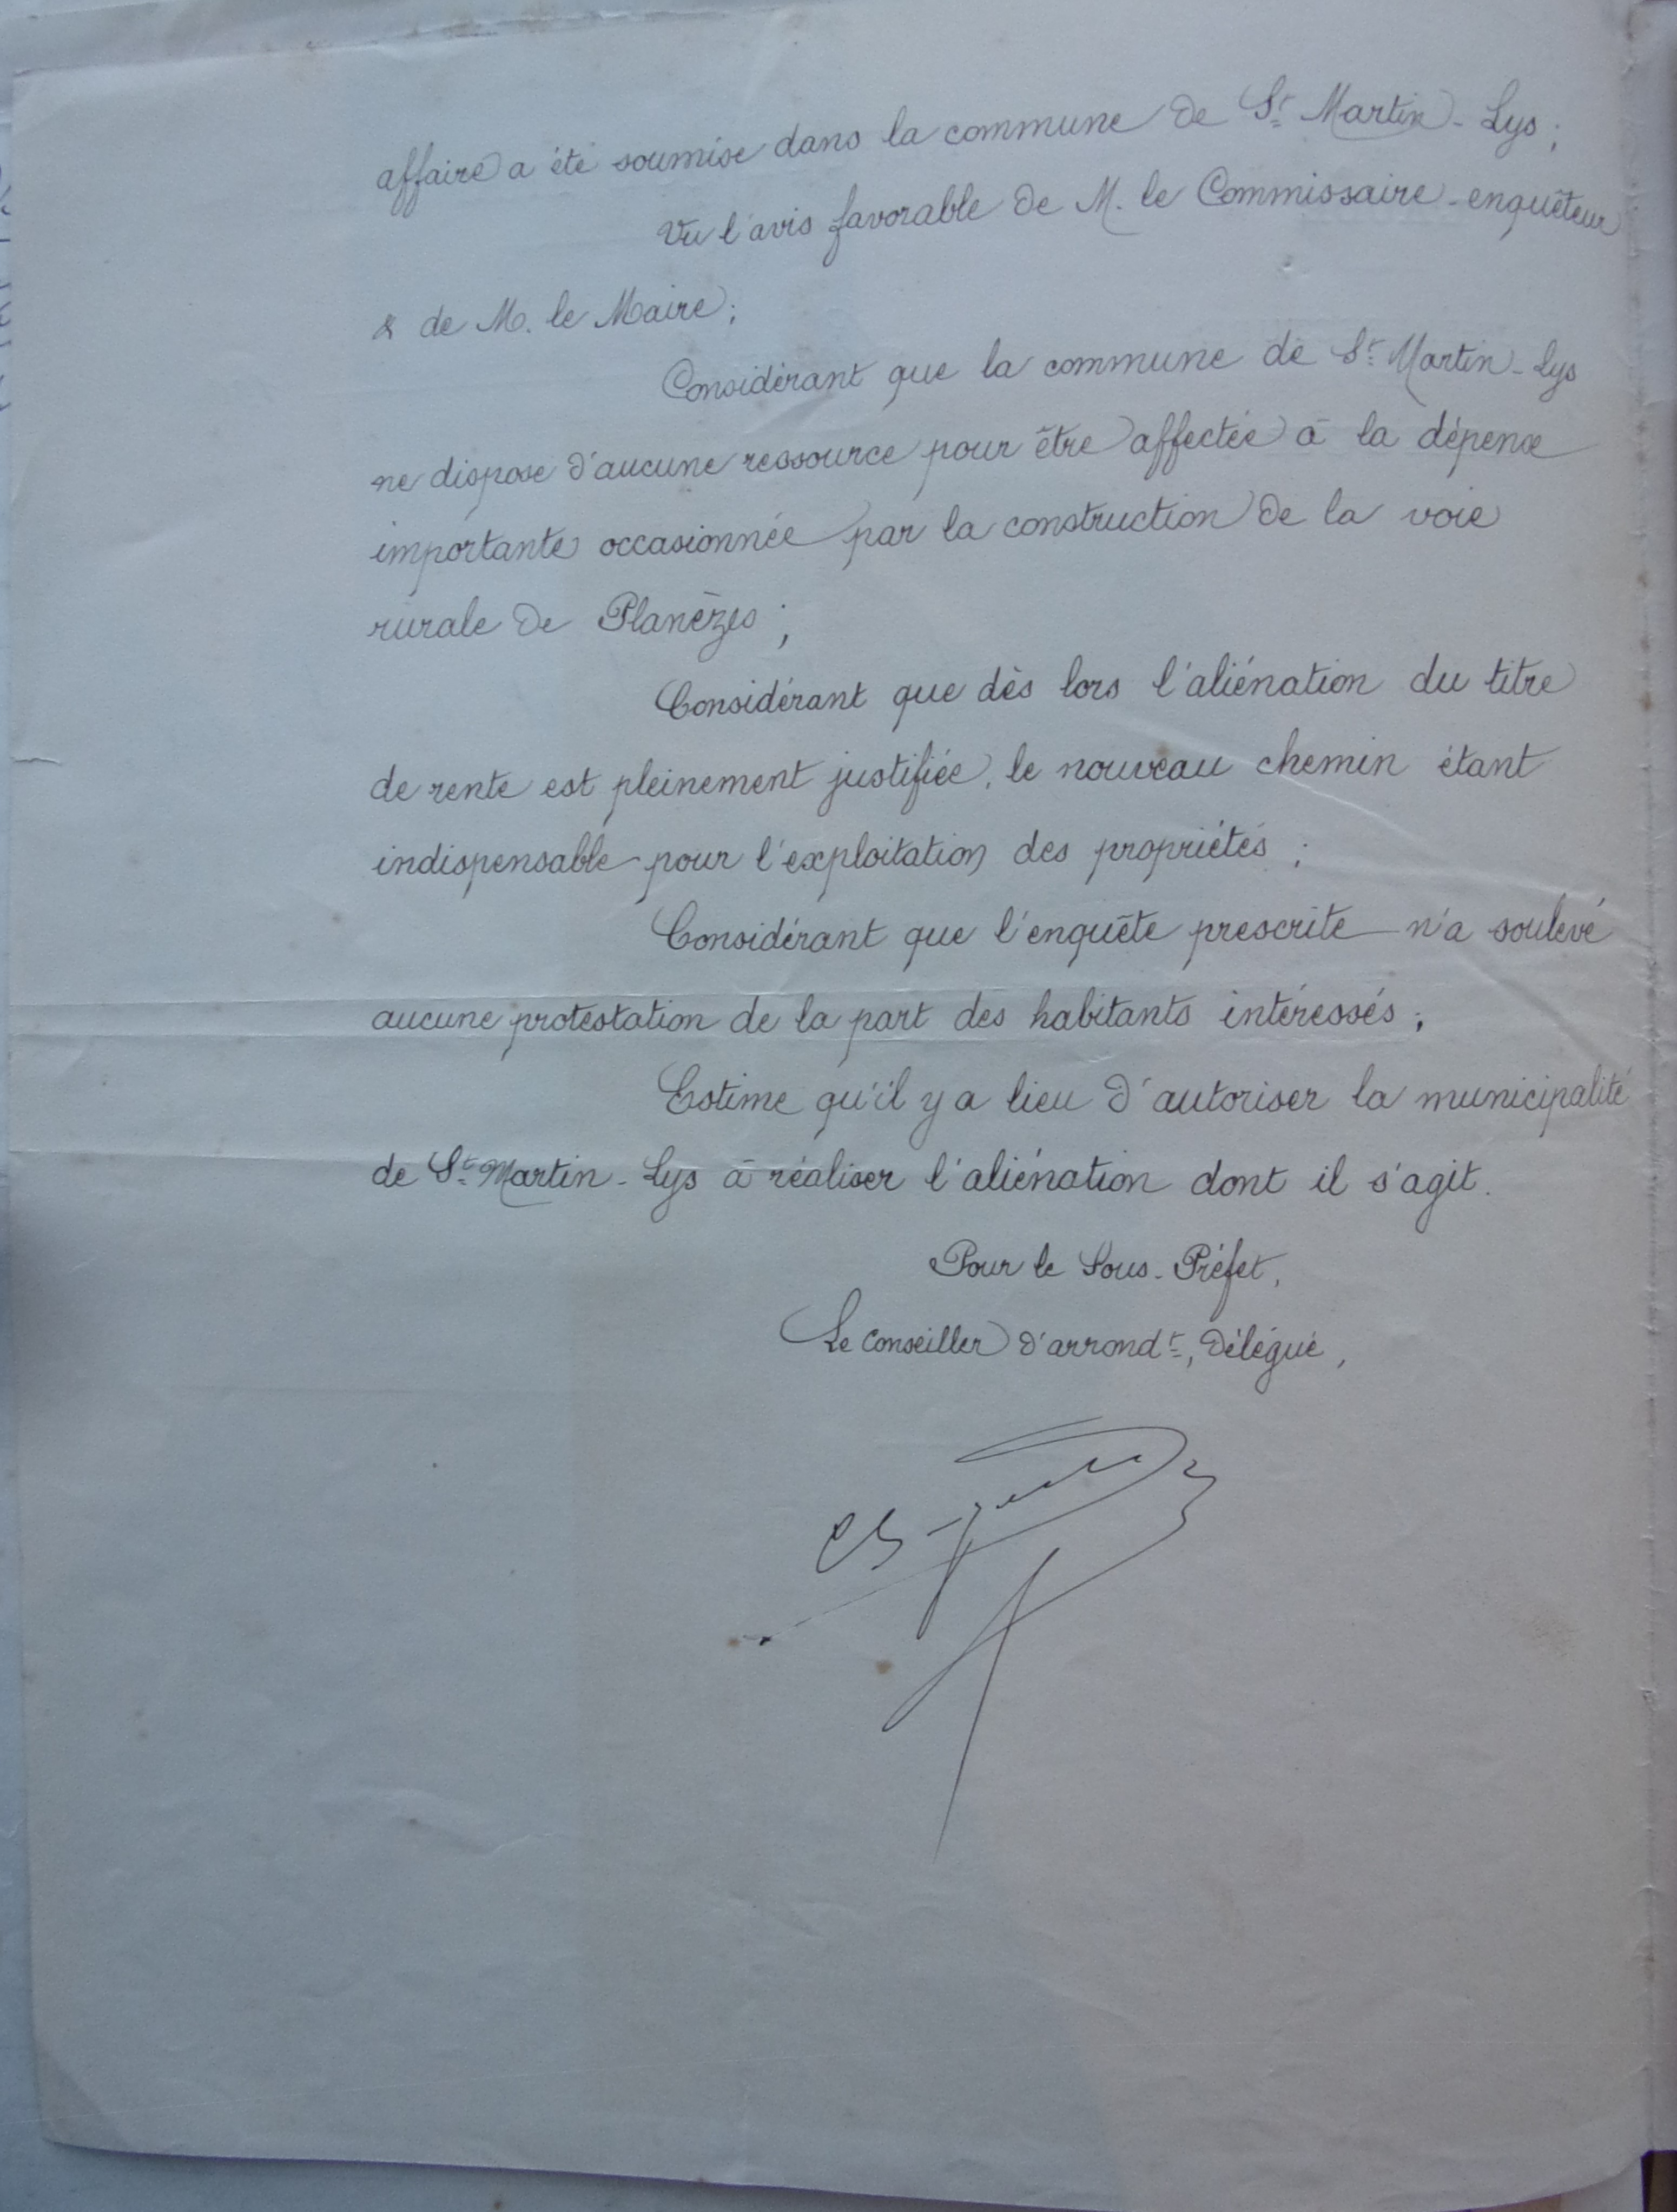 affaire a été soumise dans la commune de St Martin-Lys ;
Vu l'avis favorable de M. le Commissaire-enquêteur
& de M. le Maire ;
Considérant que la commune de St Martin-Lys
ne dispose d'aucune ressource pour être affectée à la dépense
importante occasionnée par la construction de la voie
rurale de Planèzes ;
Considérant que dès lors l'aliénation du titre
de rente est pleinement justifiée, le nouveau chemin étant
indispensable pour l'exploitation des propriétés ;
Considérant que l'enquête prescrite n'a soulevé
aucune protestation de la part des habitants intéressés ;
Estime qu'il y a lieu d'autoriser la municipalité
de St Martin-Lys à réaliser l'aliénation dont il s'agit.
Pour le Sous-Préfet,
Le Conseiller d'arrondt, Délégué,